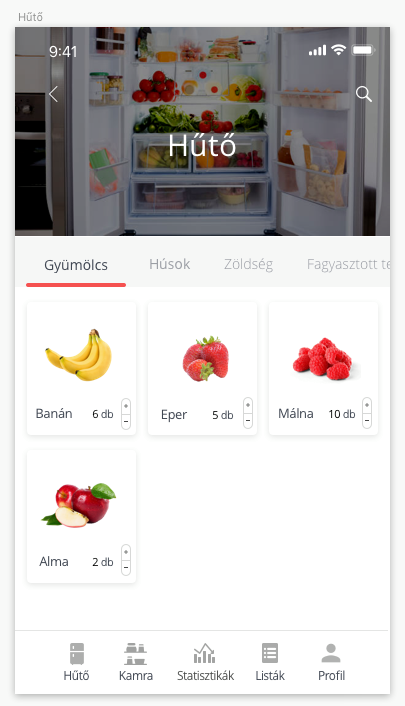 Hűtő
9:41
Hűtő
Gyümölcs Húsok Zöldség Fagyasztott te
Banán 6 db + −
Eper 5 db + −
Málna 10 db + −
Alma 2 db + −
Hűtő Kamra Statisztikák Listák Profil